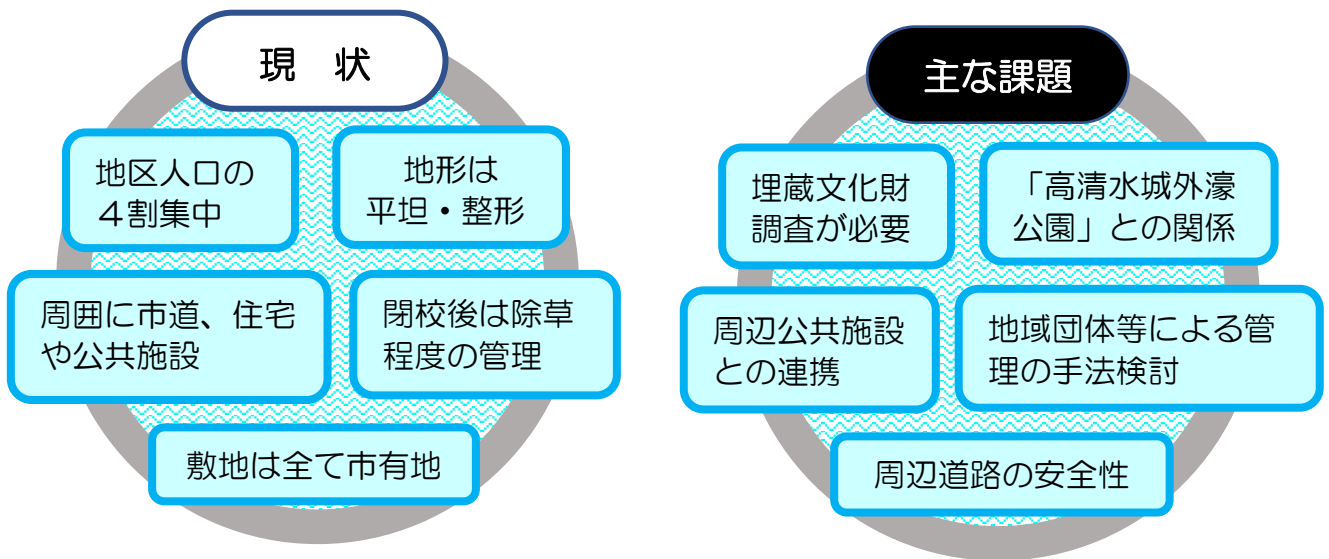 現 状
地区人口の
４割集中
地形は
平坦・整形
周囲に市道、住宅
や公共施設
閉校後は除草
程度の管理
敷地は全て市有地
主な課題
埋蔵文化財
調査が必要
「高清水城外濠
公園」との関係
周辺公共施設
との連携
地域団体等による管
理の手法検討
周辺道路の安全性